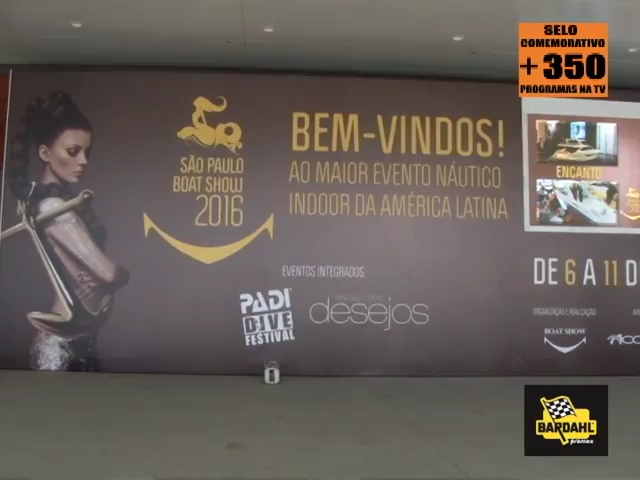 SELO
COMEMORATIVO
+350
PROGRAMAS NA TV
BEM-VINDOS!
AO MAIOR EVENTO NÁUTICO
INDOOR DA AMÉRICA LATINA.
SÃO PAULO
BOAT SHOW
2016
ENCANTO
EVENTOS INTEGRADOS
PADI
DIVE
FESTIVAL
desejos
DE 6 A 11 D
ORGANIZAÇÃO E REALIZAÇÃO
BOAT SHOW
BARDAHL